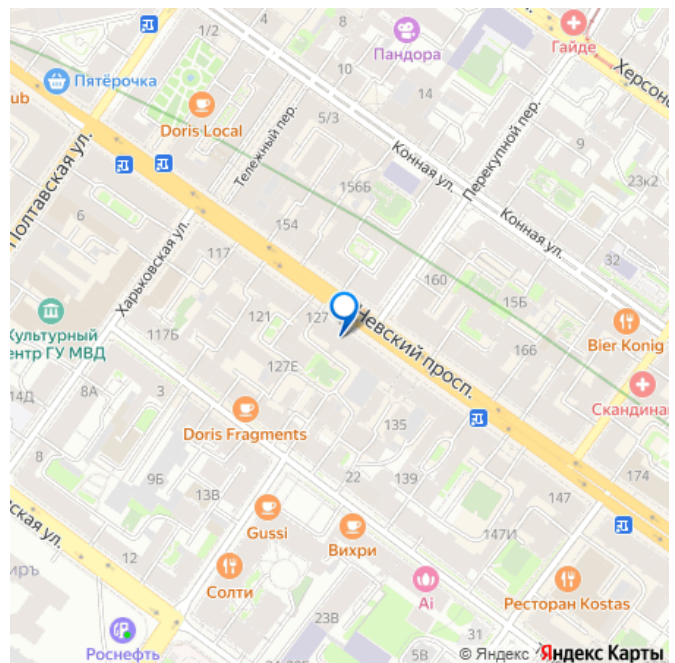 1/2
4
8
Пандора
Гайде
Херсонс
Пятёрочка
ub
10
14
Doris Local
5/3
Тележный пер.
Конная ул.
Перекупной пер.
9
23к2
Полтавская ул.
156Б
6
154
Конная ул.
32
Харьковская ул.
117
160
15Б
121
127
Невский просп.
Культурный
ентр ГУ МВД
117Б
166
Bier Konig
127Е
14Д
8А
3
Скандина
Doris Fragments
135
8
9Б
13В
22
139
147
174
ская ул.
Gussi
Вихри
147И
12
иръ
Солти
Ai
Ресторан Kostas
23В
31
Роснефть
5В
© Яндекс
Яндекс Карты